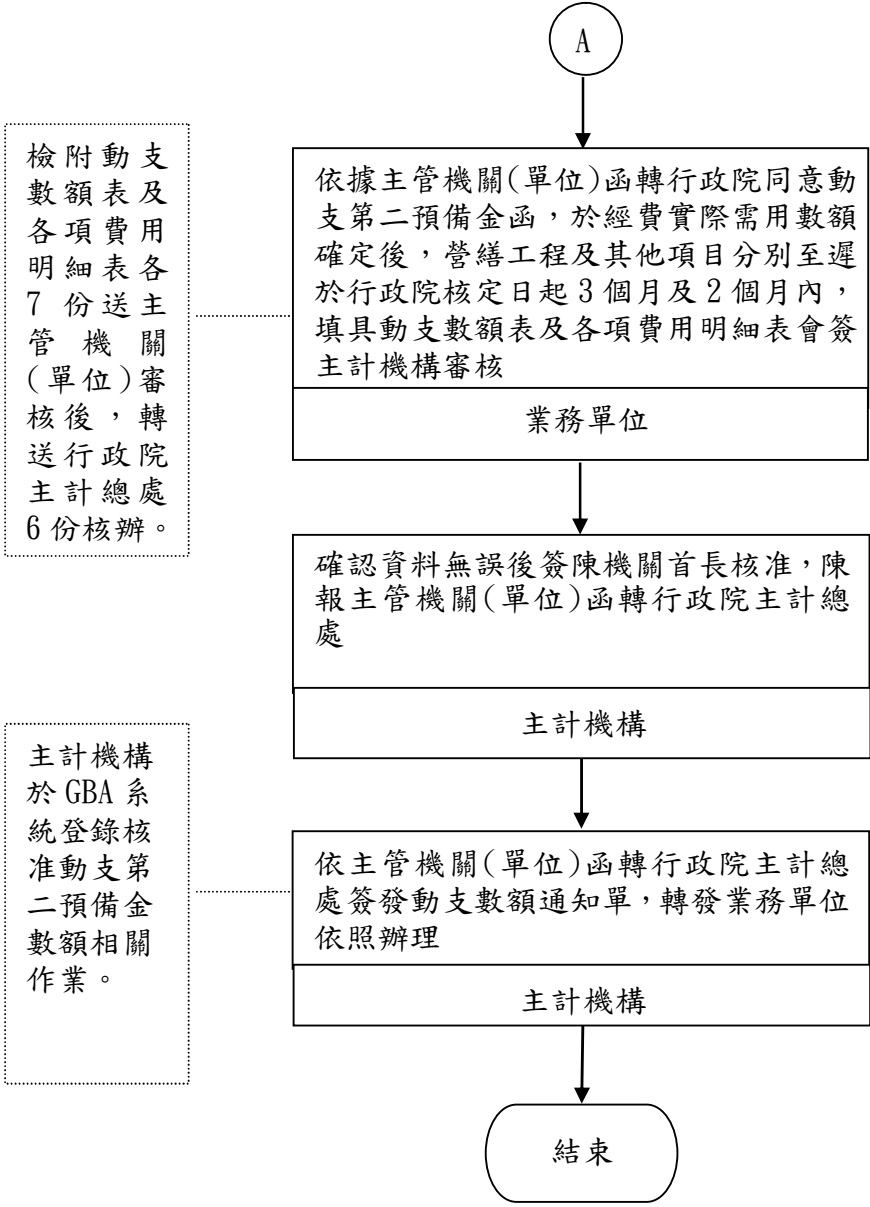 A
檢附動支
數額表及
各項費用
明細表各
7 份送主
管機關
(單位)審
核後，轉
送行政院
主計總處
6份核辦。
依據主管機關(單位)函轉行政院同意動
支第二預備金函，於經費實際需用數額
確定後，營繕工程及其他項目分別至遲
於行政院核定日起 3 個月及 2 個月內，
填具動支數額表及各項費用明細表會簽
主計機構審核
業務單位
確認資料無誤後簽陳機關首長核准，陳
報主管機關(單位)函轉行政院主計總
處
主計機構
主計機構
於 GBA 系
統登錄核
准動支第
二預備金
數額相關
作業。
依主管機關(單位)函轉行政院主計總
處簽發動支數額通知單，轉發業務單位
依照辦理
主計機構
結束